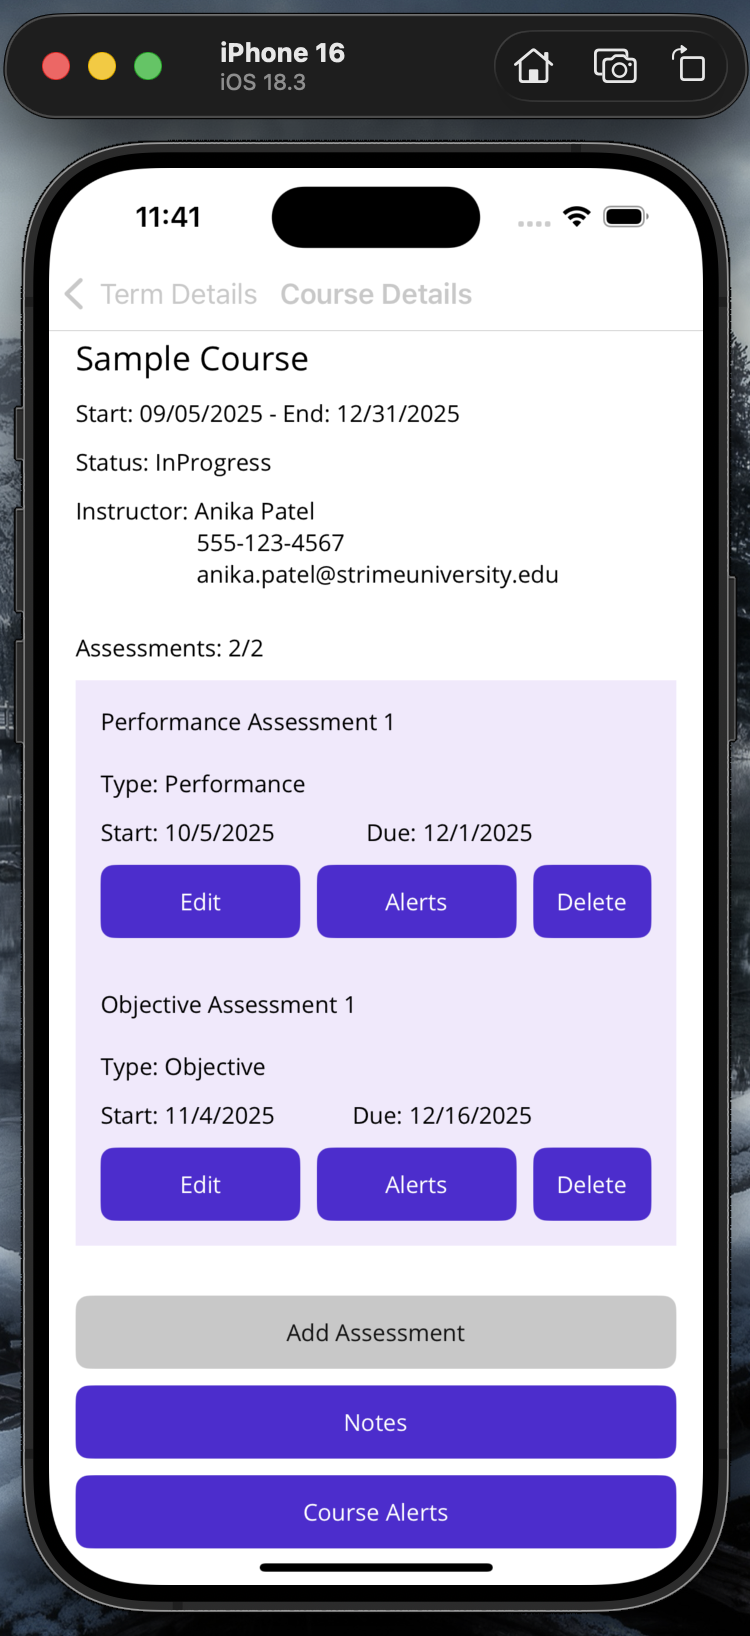 iPhone 16
iOS 18.3
11:41
Term Details Course Details
Sample Course
Start: 09/05/2025 - End: 12/31/2025
Status: InProgress
Instructor: Anika Patel
555-123-4567
anika.patel@strimeuniversity.edu
Assessments: 2/2
Performance Assessment 1
Type: Performance
Start: 10/5/2025 Due: 12/1/2025
Edit Alerts Delete
Objective Assessment 1
Type: Objective
Start: 11/4/2025 Due: 12/16/2025
Edit Alerts Delete
Add Assessment
Notes
Course Alerts